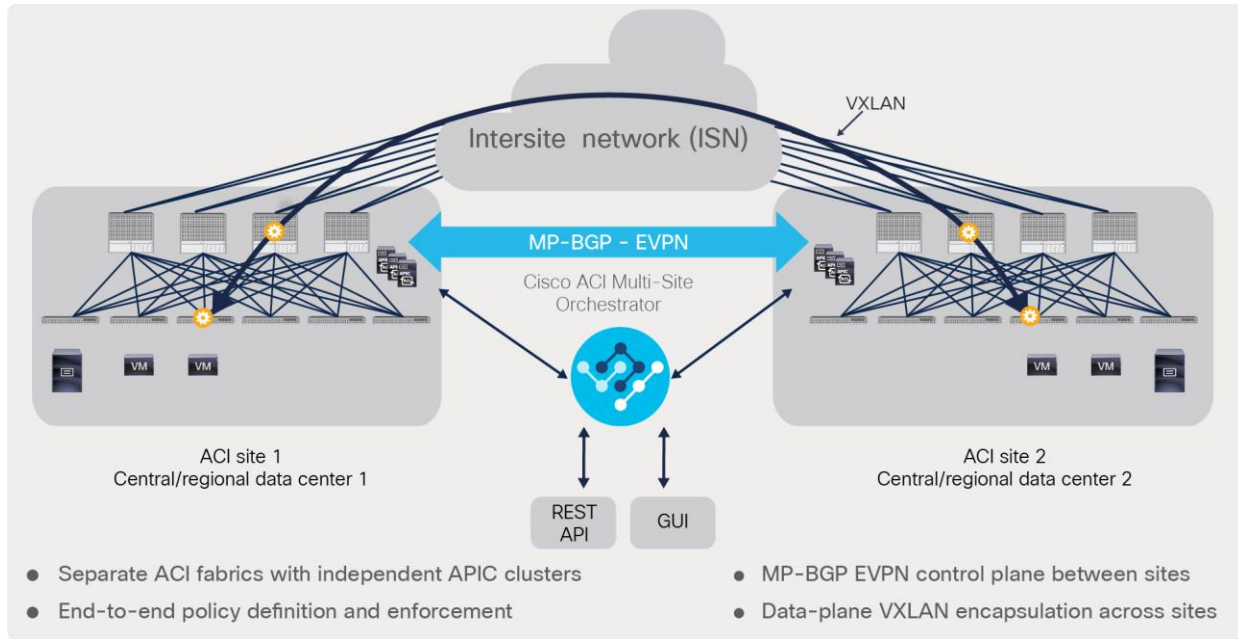 VXLAN
Intersite network (ISN)
MP-BGP - EVPN
Cisco ACI Multi-Site
Orchestrator
VM
VM
VM
VM
ACI site 1
Central/regional data center 1
ACI site 2
Central/regional data center 2
REST
API
GUI
● Separate ACI fabrics with independent APIC clusters
● End-to-end policy definition and enforcement
● MP-BGP EVPN control plane between sites
● Data-plane VXLAN encapsulation across sites